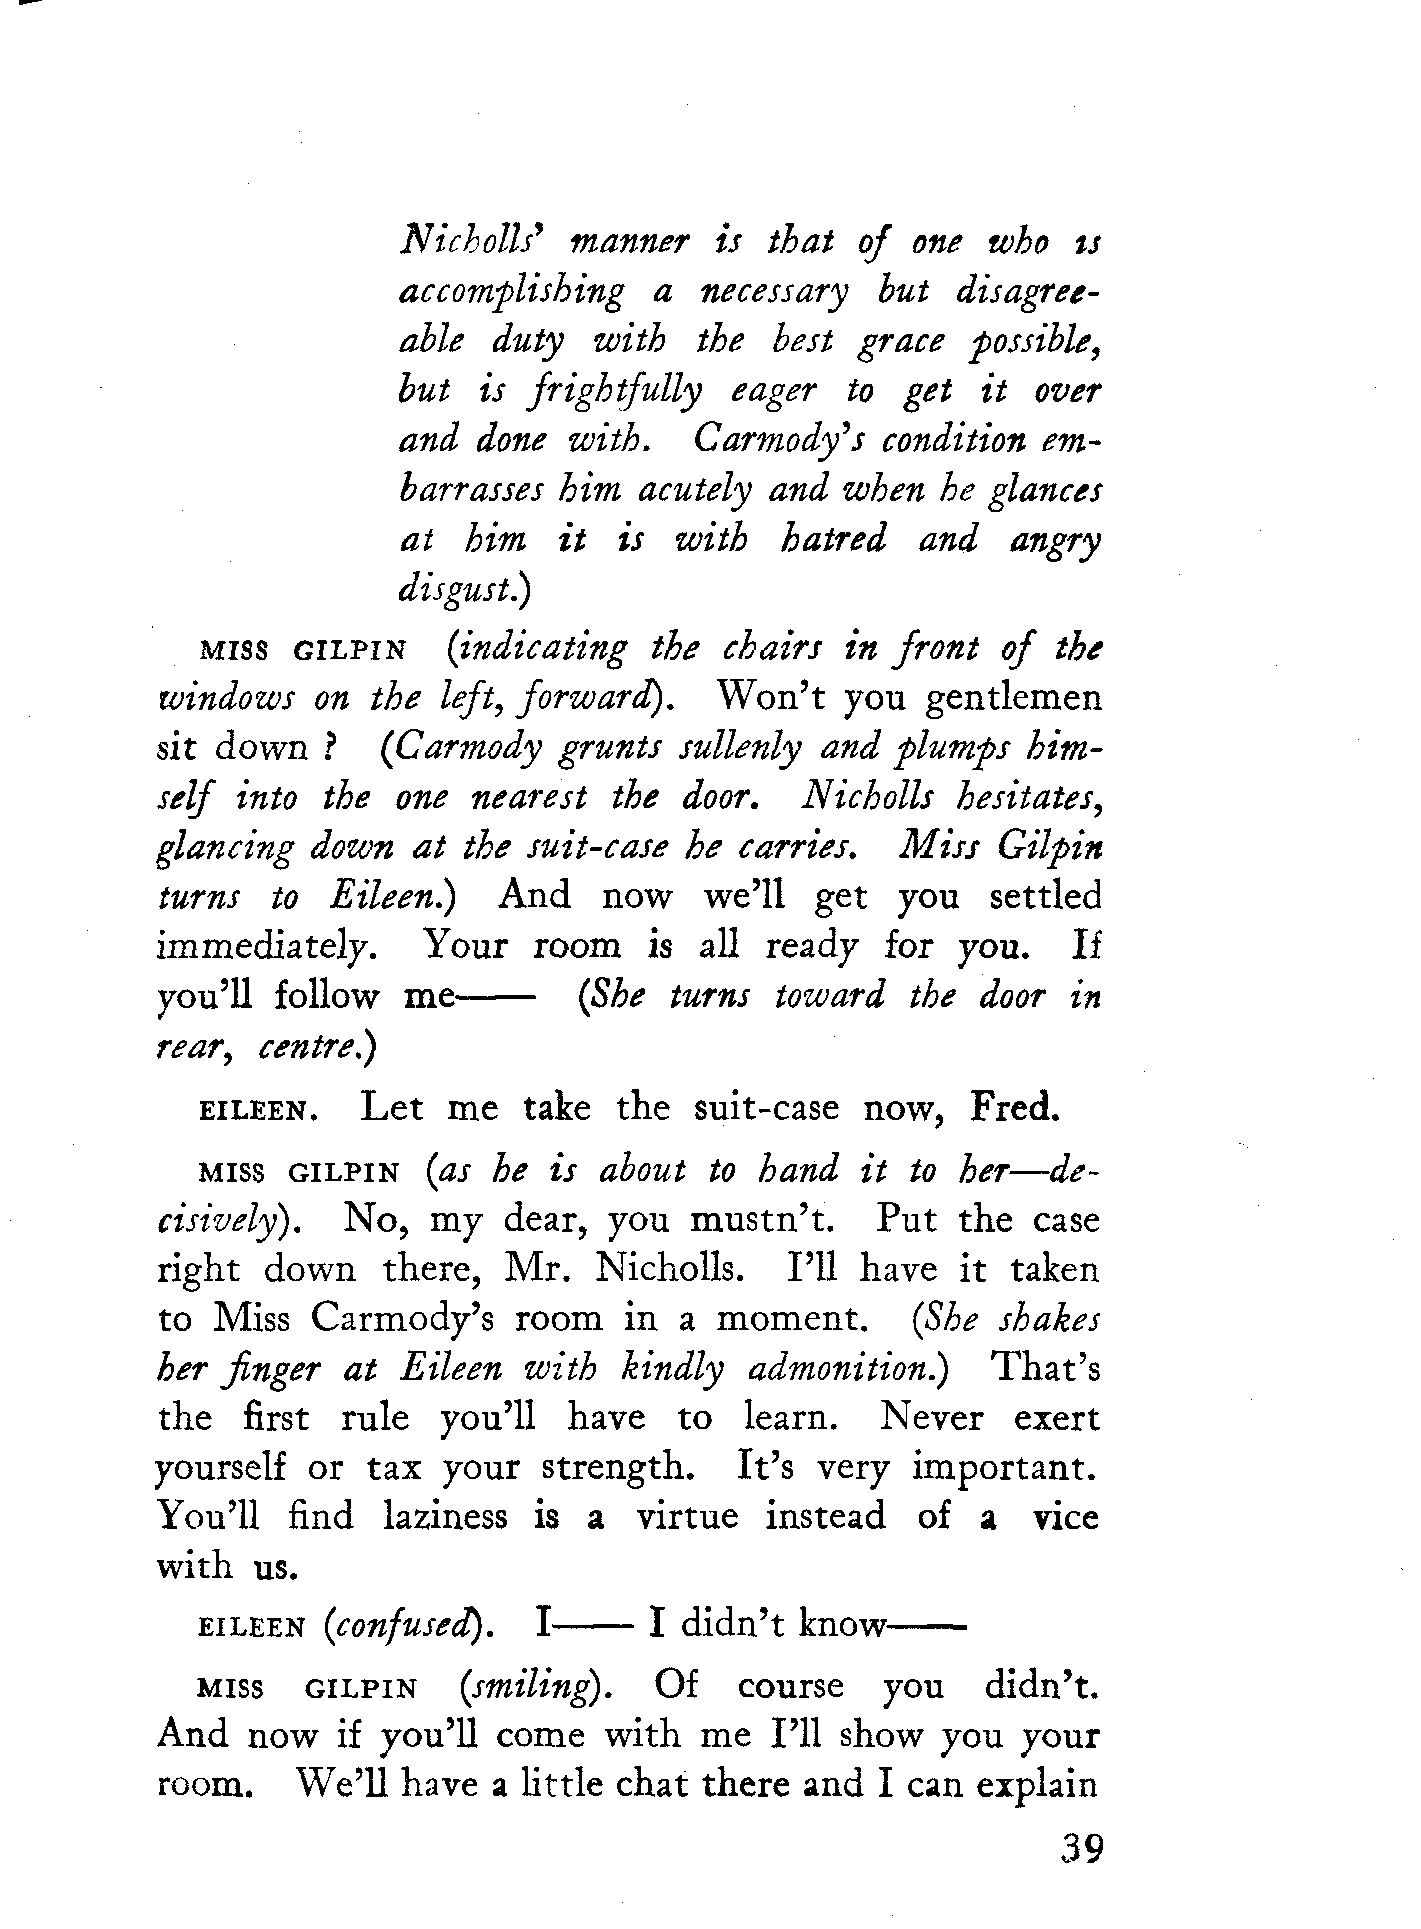 Nicholls' manner is that of one who is
accomplishing a necessary but disagree-
able duty with the best grace possible,
but is frightfully eager to get it over
and done with. Carmody's condition em-
barrasses him acutely and when he glances
at him it is with hatred and angry
disgust.)
MISS GILPIN (indicating the chairs in front of the
windows on the left, forward). Won't you gentlemen
sit down ? (Carmody grunts sullenly and plumps him-
self into the one nearest the door. Nicholls hesitates,
glancing down at the suit-case he carries. Miss Gilpin
turns to Eileen.) And now we'll get you settled
immediately. Your room is all ready for you. If
you'll follow me—— (She turns toward the door in
rear, centre.)
EILEEN. Let me take the suit-case now, Fred.
MISS GILPIN (as he is about to hand it to her—de-
cisively). No, my dear, you mustn't. Put the case
right down there, Mr. Nicholls. I'll have it taken
to Miss Carmody's room in a moment. (She shakes
her finger at Eileen with kindly admonition.) That's
the first rule you'll have to learn. Never exert
yourself or tax your strength. It's very important.
You'll find laziness is a virtue instead of a vice
with us.
EILEEN (confused). I—— I didn't know——
MISS GILPIN (smiling). Of course you didn't.
And now if you'll come with me I'll show you your
room. We'll have a little chat there and I can explain
39